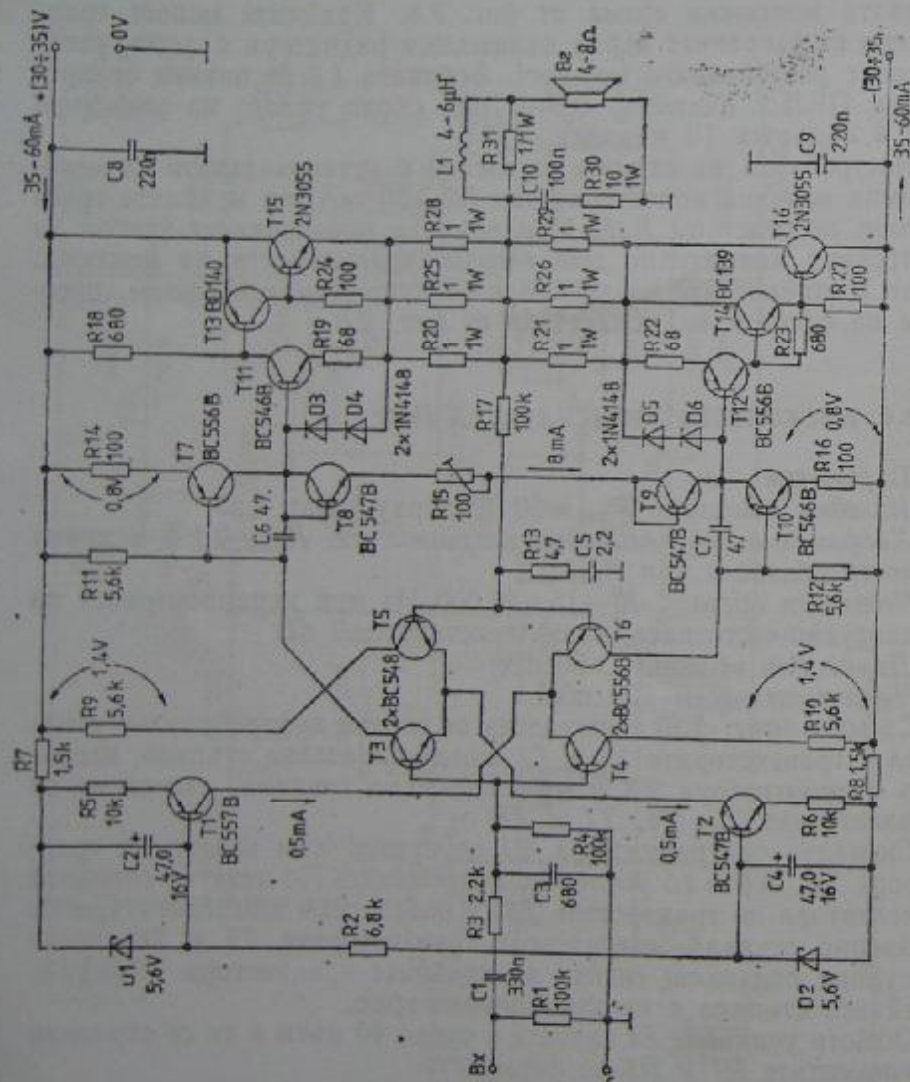 35-60mA
+(30÷35)V
0V
C8
220n
R18
680
T13 BD140
T15
2N3055
R14
100
0,8V
T7
BC556B
T11
BC546B
R19
68
R24
100
R20
1
1W
R25
1
1W
R28
1
1W
L1
4-6µH
R31
1/1W
R11
5,6k
C6 47
D3
D4
2×1N4148
T8
BC547B
R15
100
8mA
R17
100k
R21
1
1W
R26
1
1W
R29
1
1W
C10
100n
R30
10
1W
Bz
4-8Ω
R7
1,5k
R9
5,6k
1,4V
R5
10k
T1
BC557B
C2
47,0
16V
0,5mA
T5
2×BC548
T3
R13
4,7
C5
2,2
T9
BC547B
2×1N4148
D5
D6
R22
68
T12
BC556B
T14
BC139
R23
680
T16
2N3055
R27
100
C9
220n
T6
2×BC556B
T4
C7
47
T10
BC546B
R16
100
0,8V
R12
5,6k
1,4V
R10
5,6k
R8 1,5k
5,6V
R2
6,8k
Bx
C1
330n
R1
100k
R3 2.2k
C3
680
R4
100k
0,5mA
T2
BC547B
R6
10k
C4
47,0
16V
D2
5,6V
35-60mA
-(30÷35)